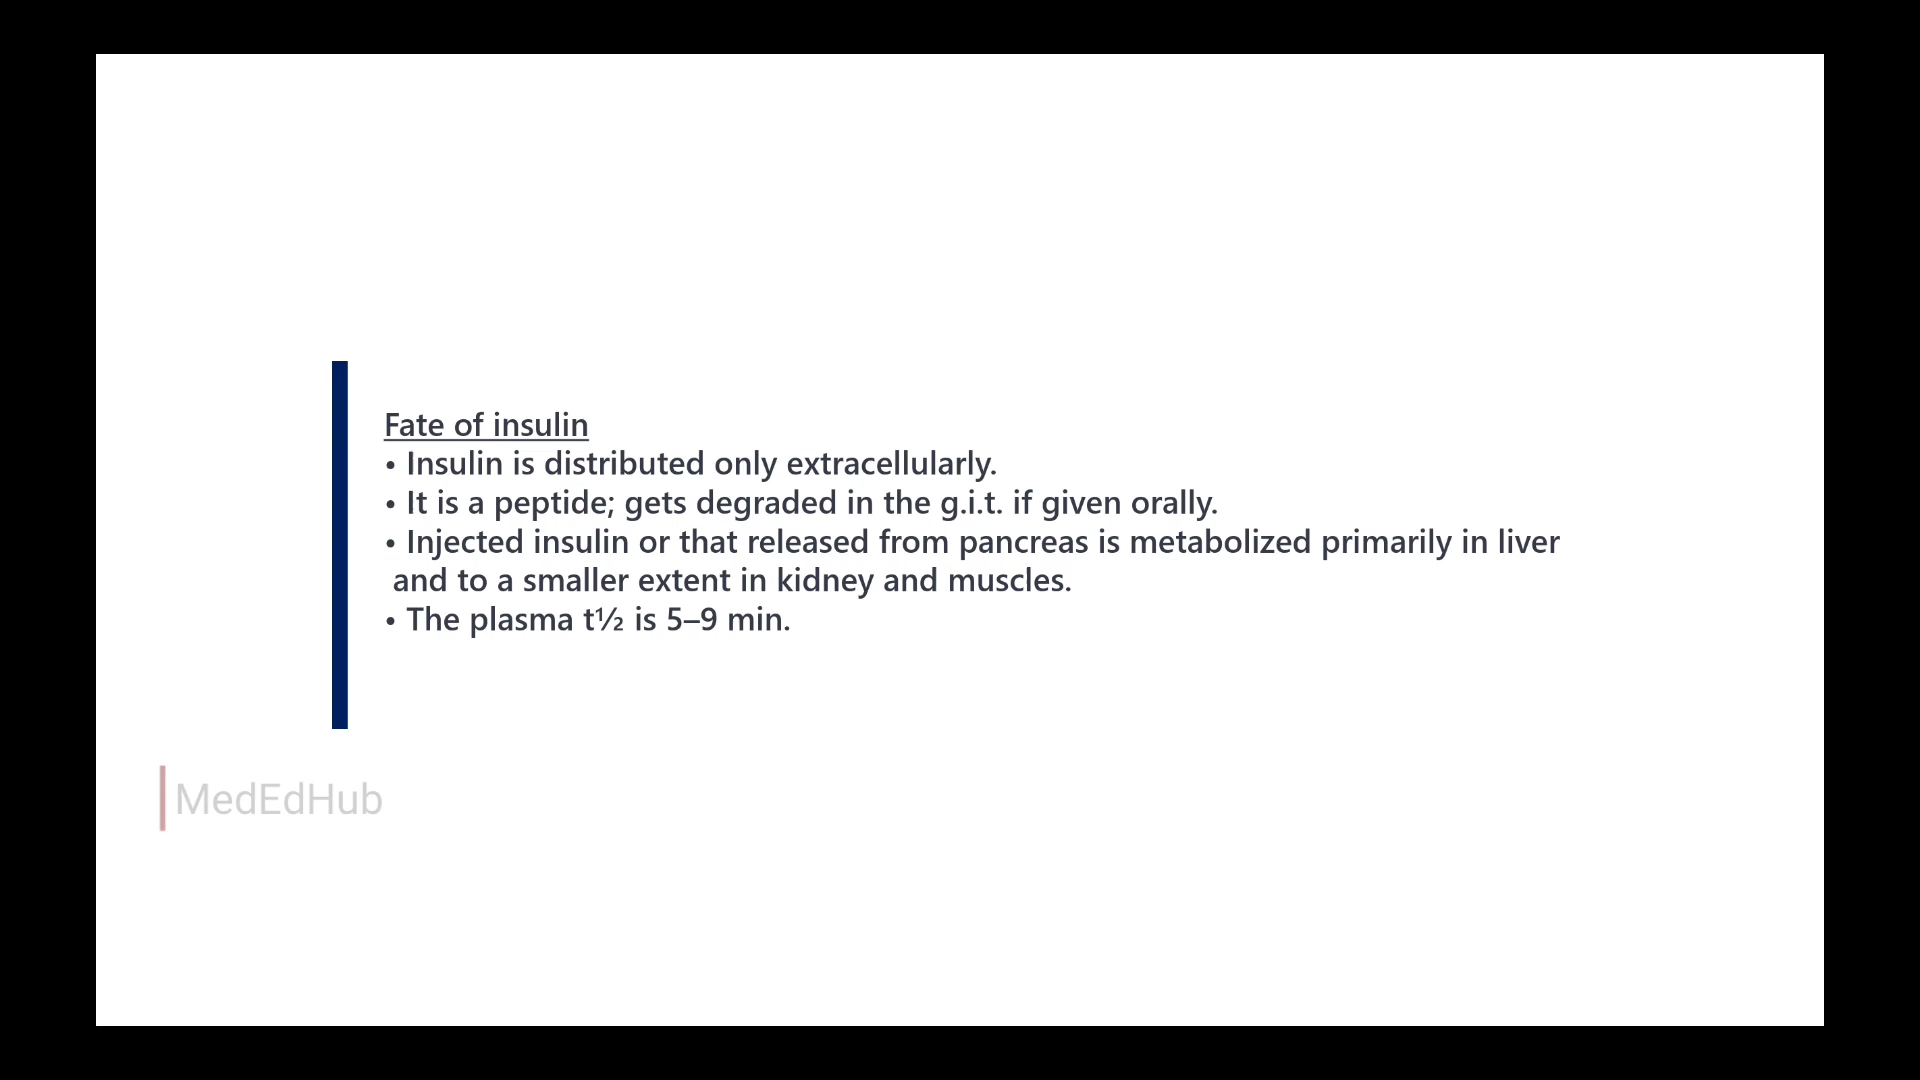 Fate of insulin
• Insulin is distributed only extracellularly.
• It is a peptide; gets degraded in the g.i.t. if given orally.
• Injected insulin or that released from pancreas is metabolized primarily in liver
and to a smaller extent in kidney and muscles.
• The plasma t½ is 5–9 min.
MedEdHub